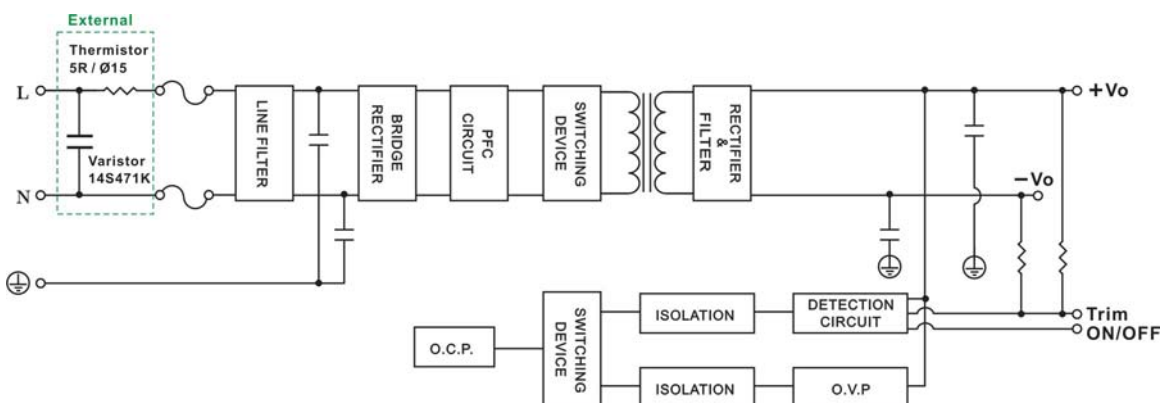 External
Thermistor
5R / Ø15
L
Varistor
14S471K
N
LINE FILTER
BRIDGE
RECTIFIER
PFC
CIRCUIT
SWITCHING
DEVICE
RECTIFIER
&
FILTER
+Vo
−Vo
O.C.P.
SWITCHING
DEVICE
ISOLATION
DETECTION
CIRCUIT
Trim
ON/OFF
ISOLATION
O.V.P